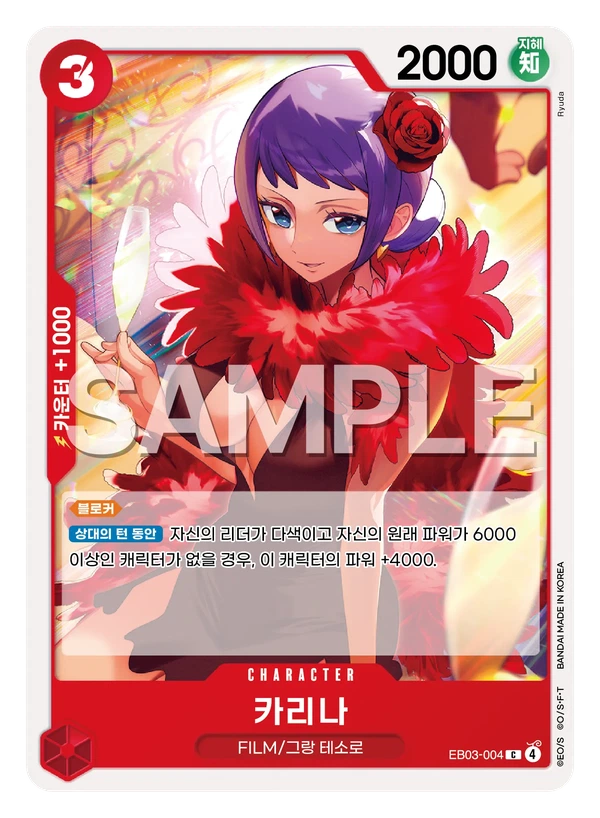 3
2000
지혜
知
Ryuda
카운터 +1000
SAMPLE
블로커
상대의 턴 동안 자신의 리더가 다색이고 자신의 원래 파워가 6000
이상인 캐릭터가 없을 경우, 이 캐릭터의 파워 +4000.
CHARACTER
카리나
FILM/그랑 테소로
EB03-004 C 4
©EO/S ©O/S・F・T BANDAI MADE IN KOREA